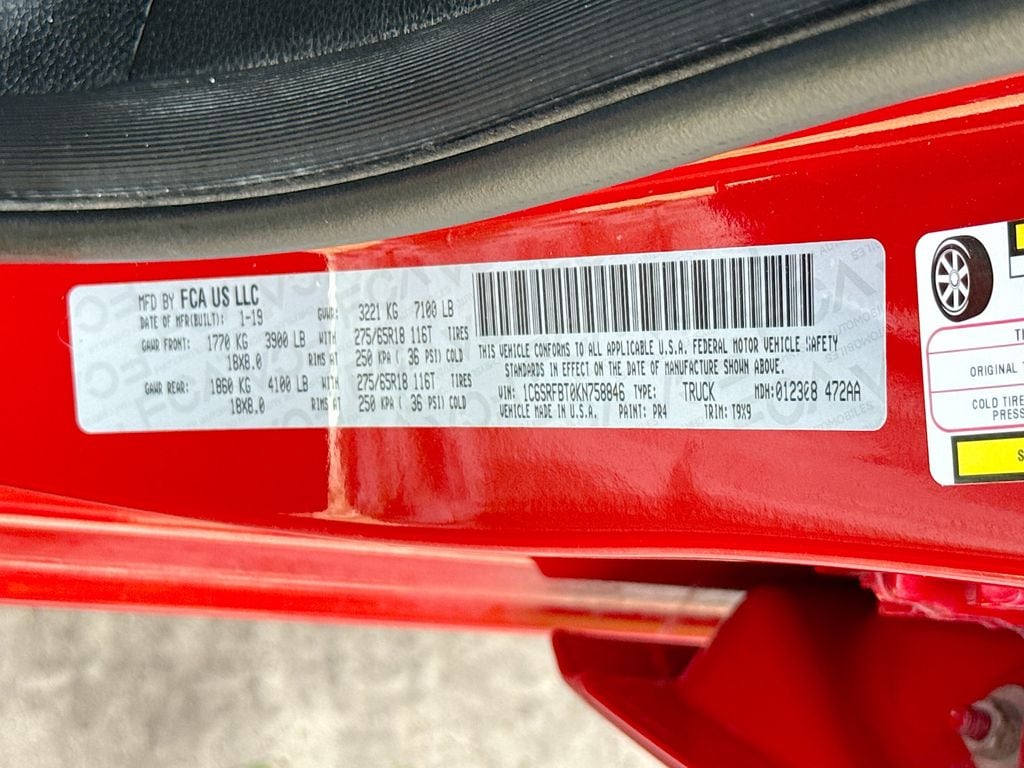 MFD BY FCA US LLC
DATE OF MFR(BUILT): 1-19
GVWR: 3221 KG 7100 LB
GAWR FRONT: 1770 KG 3900 LB WITH 275/65R18 116T TIRES
18X8.0 RIMS AT 250 KPA ( 36 PSI) COLD
GAWR REAR: 1860 KG 4100 LB WITH 275/65R18 116T TIRES
18X8.0 RIMS AT 250 KPA ( 36 PSI) COLD
THIS VEHICLE CONFORMS TO ALL APPLICABLE U.S.A. FEDERAL MOTOR VEHICLE SAFETY
STANDARDS IN EFFECT ON THE DATE OF MANUFACTURE SHOWN ABOVE.
VIN: 1C6SRFBT0KN758846 TYPE: TRUCK MDH: 012308 472AA
VEHICLE MADE IN U.S.A. PAINT: PR4 TRIM: T9X9
ORIGINAL
COLD TIRE
PRESS